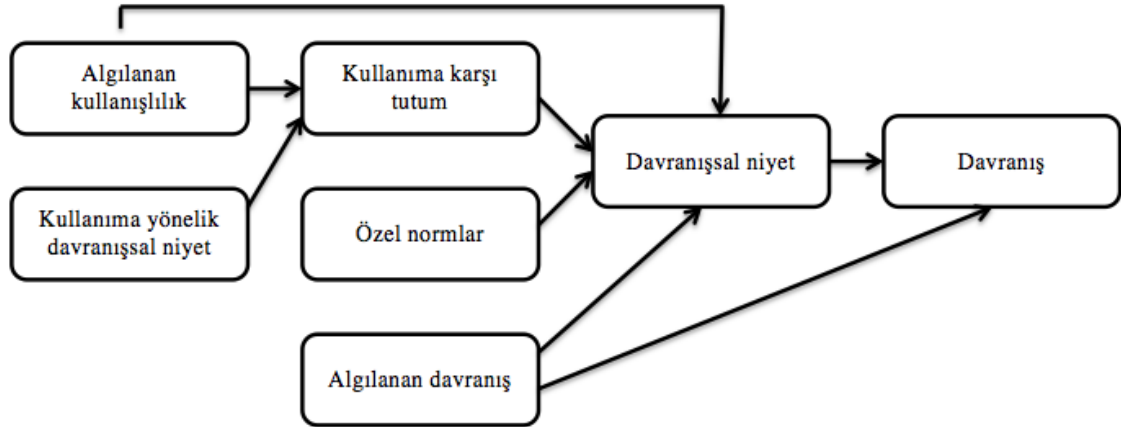 Algılanan
kullanışlılık
Kullanıma karşı
tutum
Davranışsal niyet
Davranış
Kullanıma yönelik
davranışsal niyet
Özel normlar
Algılanan davranış